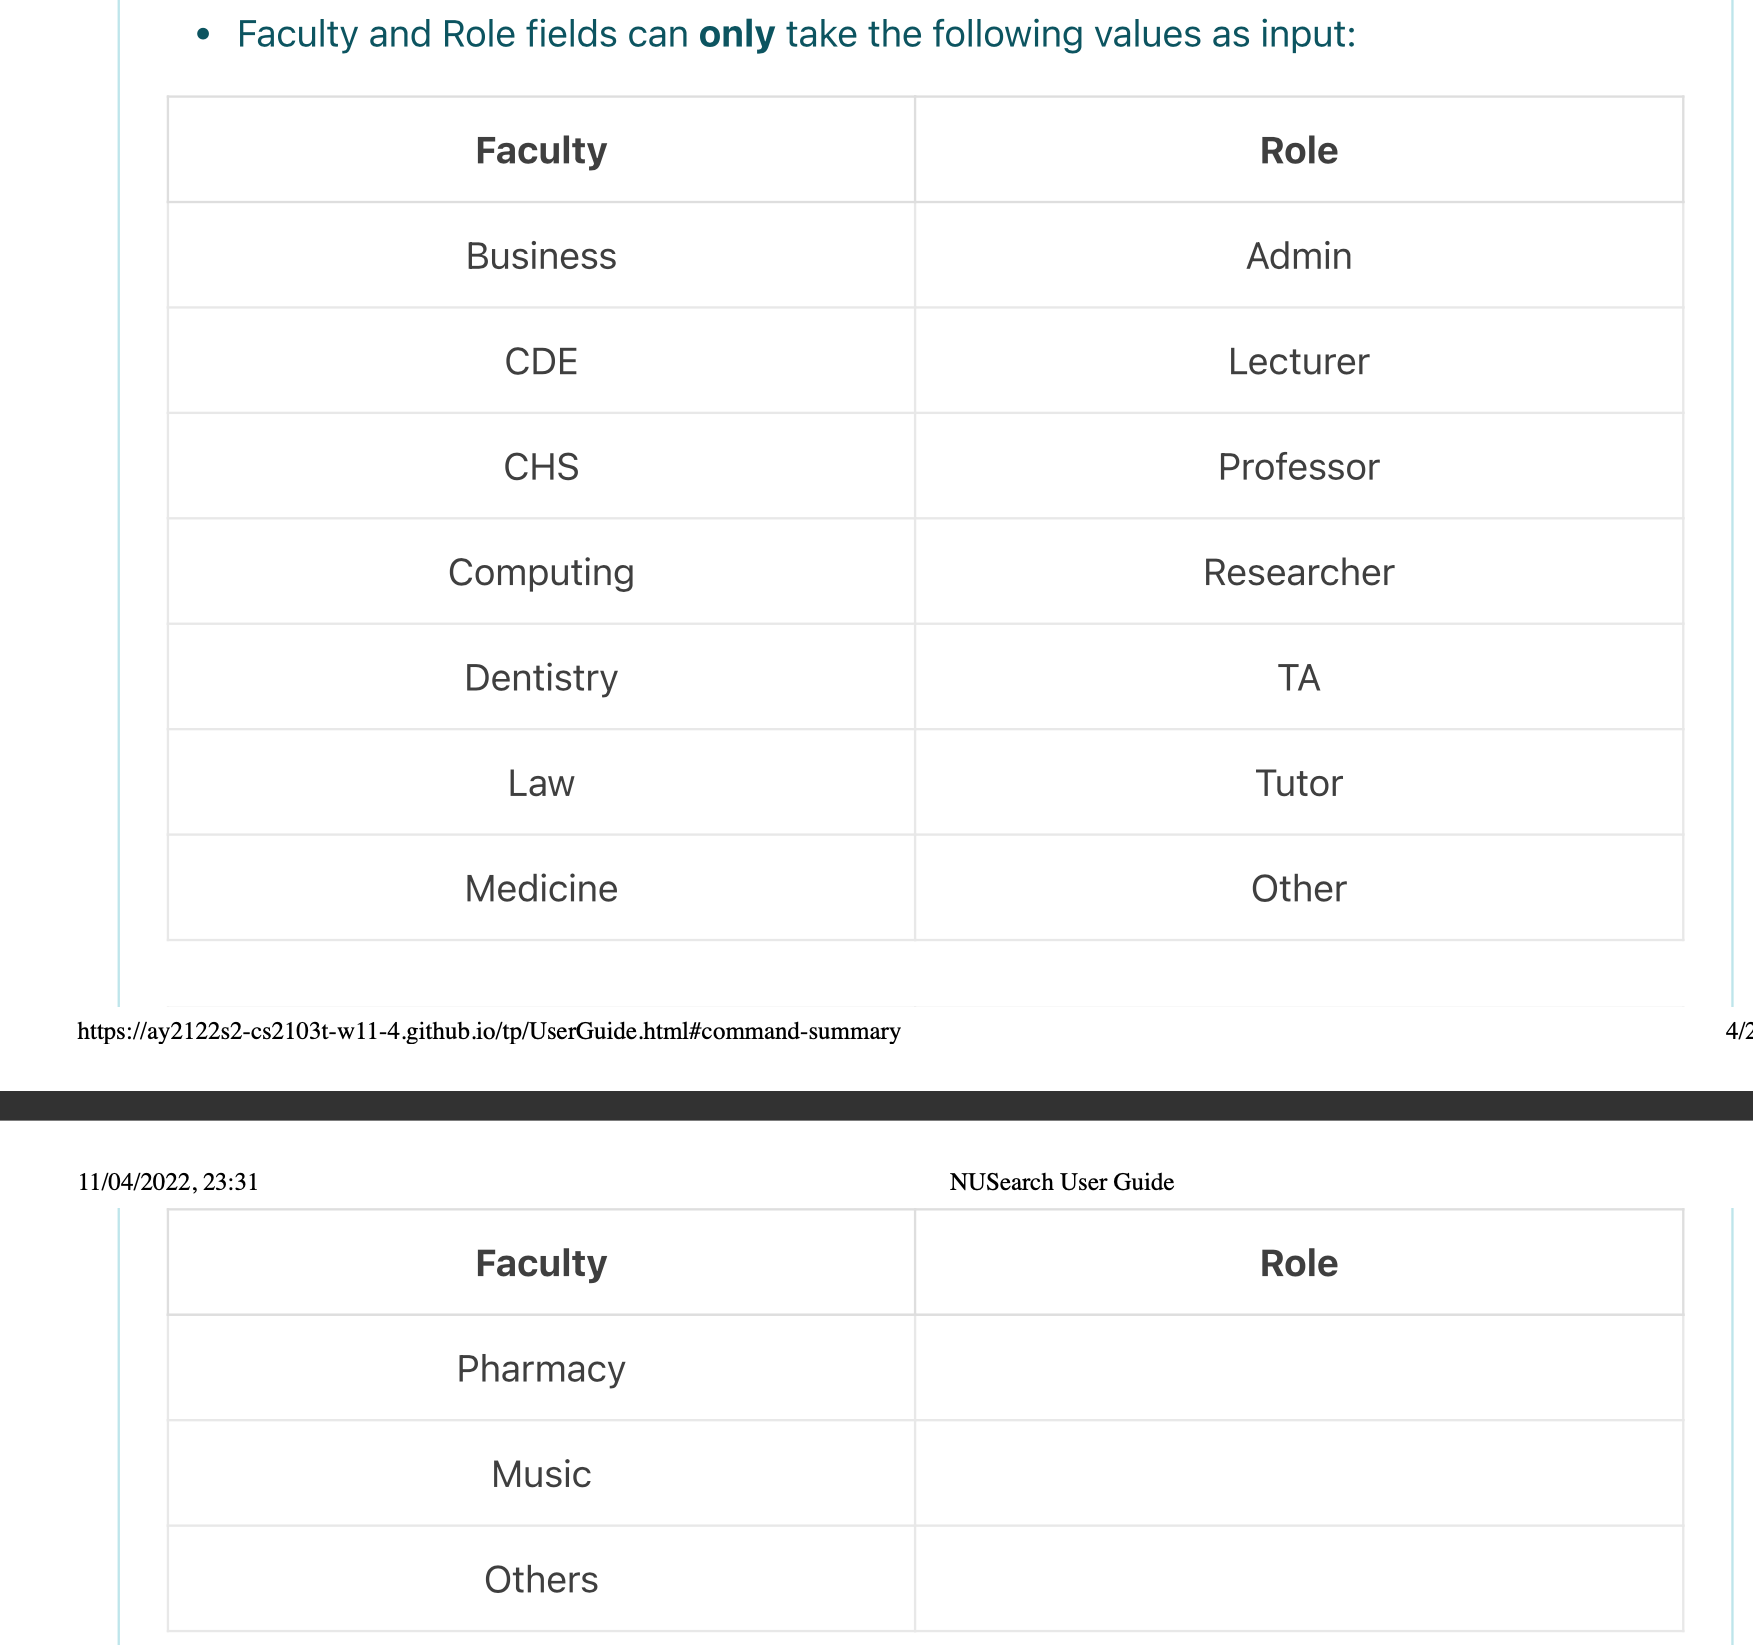 • Faculty and Role fields can only take the following values as input:
Faculty Role
Business Admin
CDE Lecturer
CHS Professor
Computing Researcher
Dentistry TA
Law Tutor
Medicine Other
https://ay2122s2-cs2103t-w11-4.github.io/tp/UserGuide.html#command-summary 4/2
11/04/2022, 23:31 NUSearch User Guide
Faculty Role
Pharmacy
Music
Others